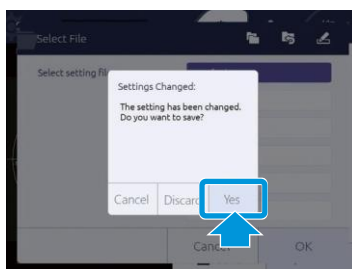 Select File
Select setting fil
Settings Changed:
The setting has been changed.
Do you want to save?
Cancel Discard Yes
Cancel OK